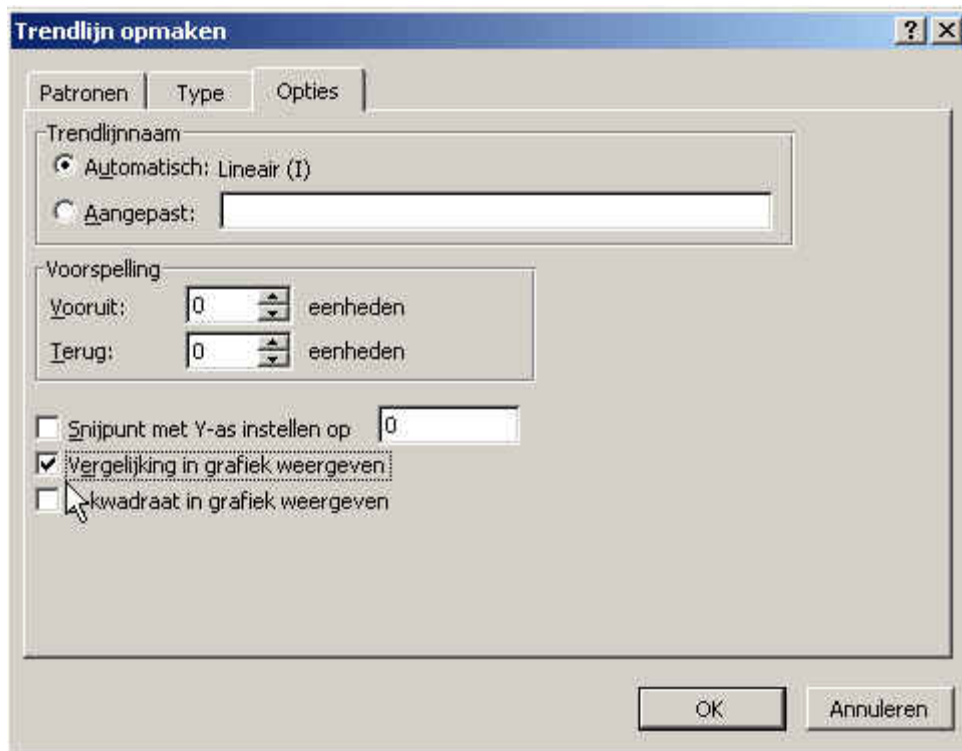 Trendlijn opmaken
Patronen
Type
Opties
Trendlijnnaam
Automatisch: Lineair (I)
Aangepast:
Voorspelling
Vooruit: 0 eenheden
Terug: 0 eenheden
Snijpunt met Y-as instellen op 0
Vergelijking in grafiek weergeven
kwadraat in grafiek weergeven
OK
Annuleren